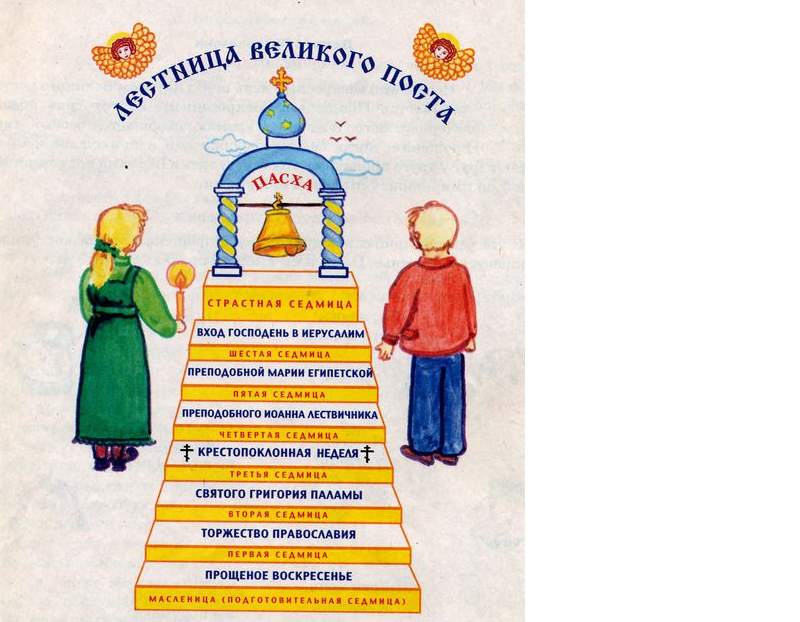 ЛЕСТНИЦА ВЕЛИКОГО ПОСТА
ПАСХА
СТРАСТНАЯ СЕДМИЦА
ВХОД ГОСПОДЕНЬ В ИЕРУСАЛИМ
ШЕСТАЯ СЕДМИЦА
ПРЕПОДОБНОЙ МАРИИ ЕГИПЕТСКОЙ
ПЯТАЯ СЕДМИЦА
ПРЕПОДОБНОГО ИОАННА ЛЕСТВИЧНИКА
ЧЕТВЕРТАЯ СЕДМИЦА
КРЕСТОПОКЛОННАЯ НЕДЕЛЯ
ТРЕТЬЯ СЕДМИЦА
СВЯТОГО ГРИГОРИЯ ПАЛАМЫ
ВТОРАЯ СЕДМИЦА
ТОРЖЕСТВО ПРАВОСЛАВИЯ
ПЕРВАЯ СЕДМИЦА
ПРОЩЕНОЕ ВОСКРЕСЕНЬЕ
МАСЛЕНИЦА (ПОДГОТОВИТЕЛЬНАЯ СЕДМИЦА)